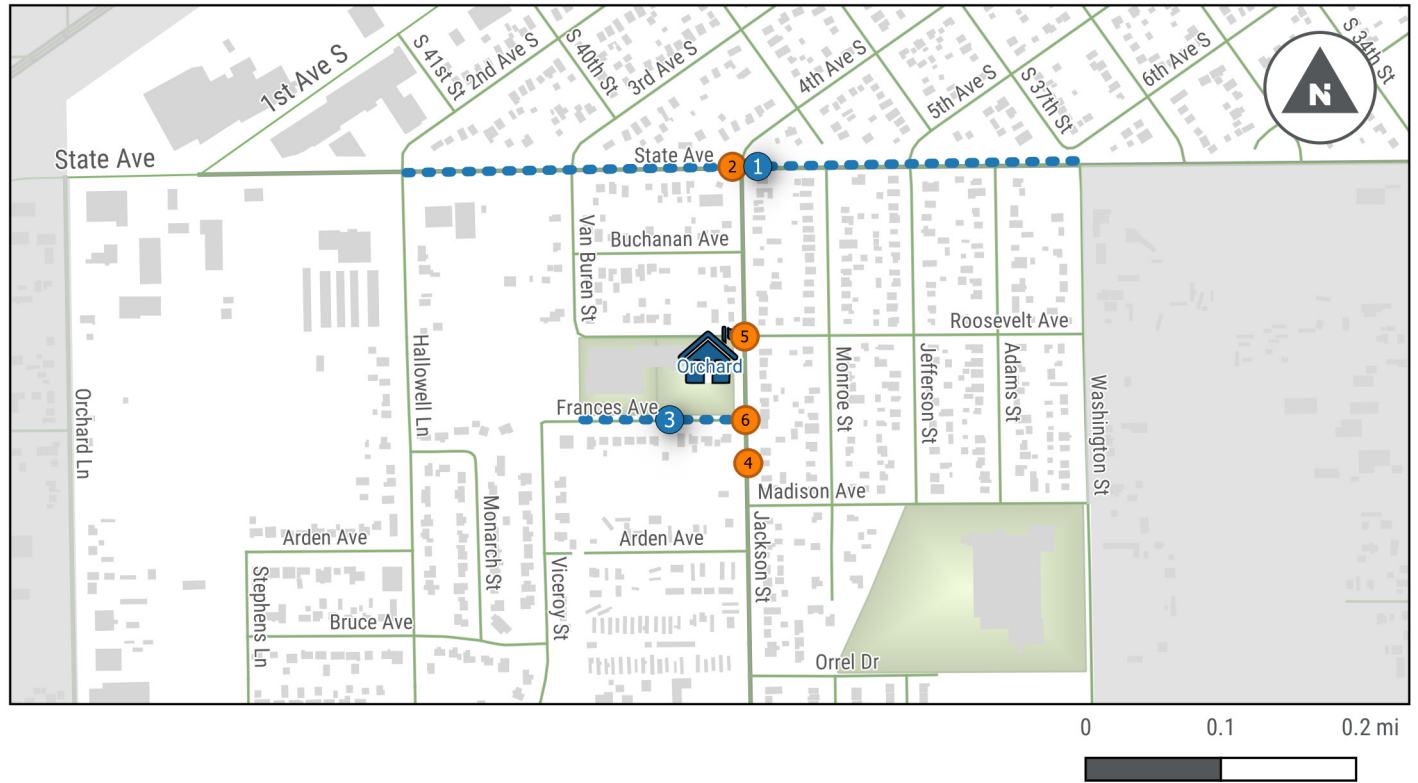 1st Ave S
S 41st St
2nd Ave S
S 40th St
3rd Ave S
4th Ave S
5th Ave S
S 37th St
6th Ave S
S 34th St
N
State Ave
State Ave
2
1
Van Buren St
Buchanan Ave
5
Roosevelt Ave
Orchard
Hallowell Ln
Monroe St
Jefferson St
Adams St
Washington St
Orchard Ln
Frances Ave
3
6
4
Madison Ave
Monarch St
Arden Ave
Arden Ave
Jackson St
Stephens Ln
Viceroy St
Bruce Ave
Orrel Dr
0 0.1 0.2 mi